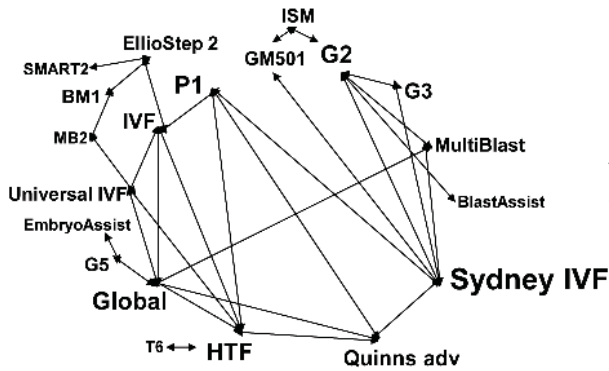 ISM
EllioStep 2
GM501
G2
SMART2
P1
G3
BM1
IVF
MB2
MultiBlast
Universal IVF
BlastAssist
EmbryoAssist
G5
Global
Sydney IVF
T6
HTF
Quinns adv